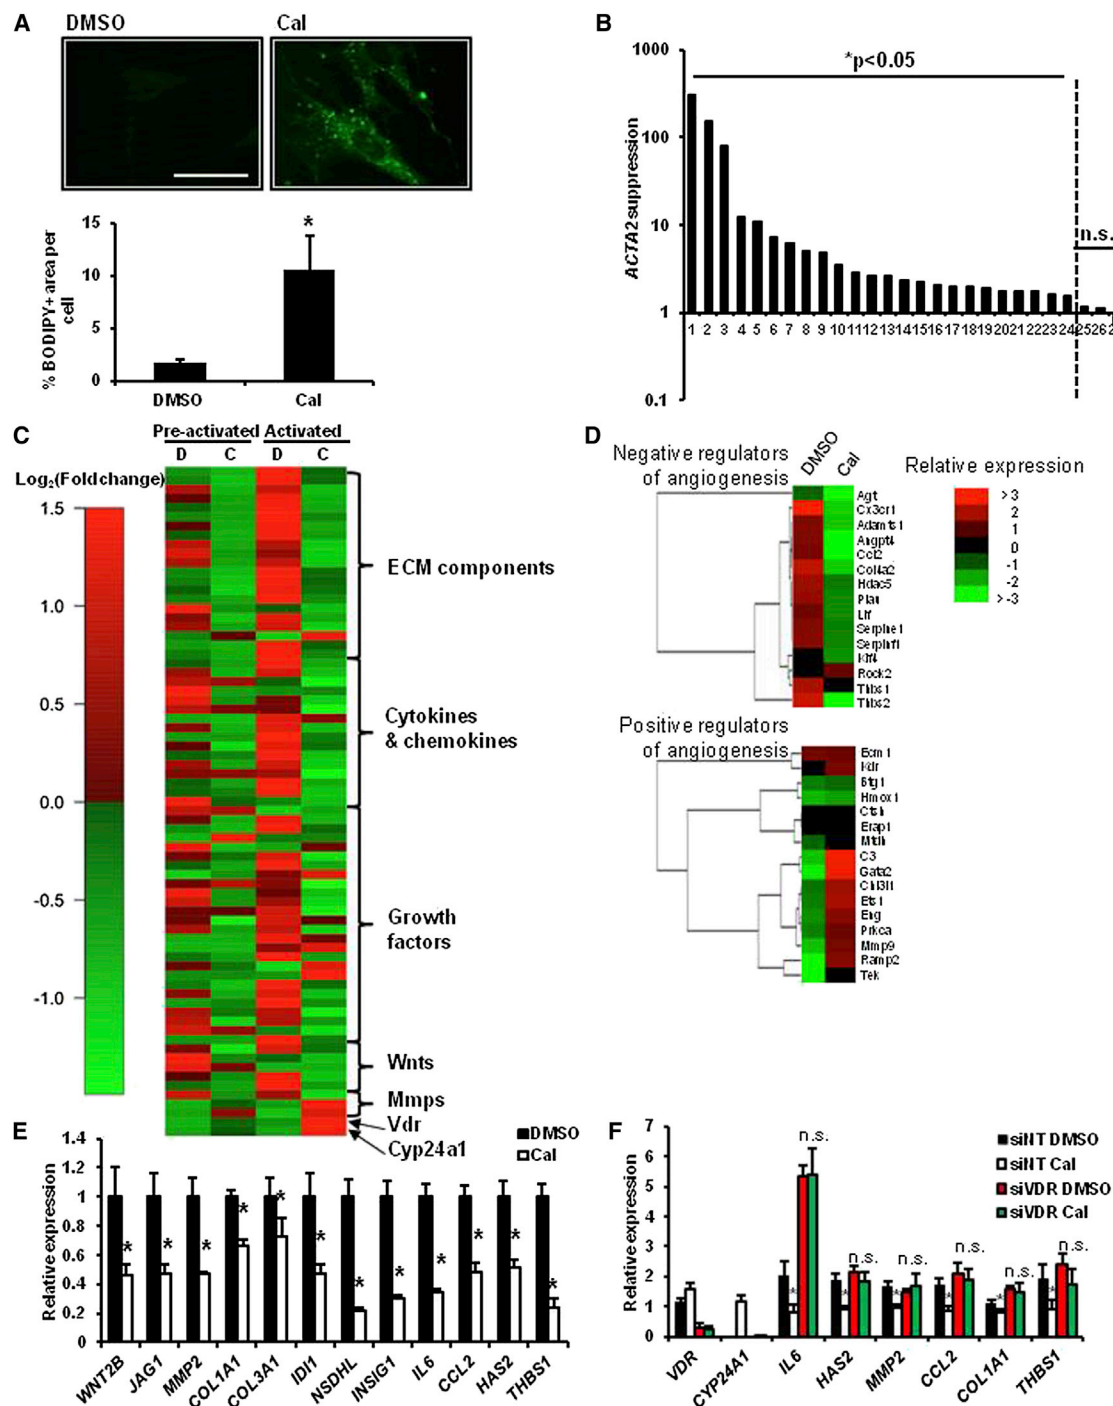 A
DMSO
Cal
% BODIPY+ area per
cell
15
10
5
0
*
DMSO
Cal
B
ACTA2 suppression
1000
100
10
1
0.1
*p<0.05
n.s.
1 2 3 4 5 6 7 8 9 10 11 12 13 14 15 16 17 18 19 20 21 22 23 24 25 26 2
C
Pre-activated Activated
D C D C
Log2(Fold change)
1.5
1.0
0.5
0.0
-0.5
-1.0
ECM components
Cytokines
& chemokines
Growth
factors
Wnts
Mmps
Vdr
Cyp24a1
D
Negative regulators
of angiogenesis
DMSO
Cal
Relative expression
>3
2
1
0
-1
-2
>-3
Agt
Cx3cr1
Adamts1
Angpt4
Ccl2
Col4a2
Hdac5
Plau
Lif
Serpine1
Serpinf1
Klf4
Rock2
Thbs1
Thbs2
Positive regulators
of angiogenesis
Ecm1
Kdr
Btg1
Hmox1
Ctsh
Erap1
Mtdh
C3
Gata2
Chi3l1
Ets1
Eng
Prkca
Mmp9
Ramp2
Tek
E
Relative expression
1.4
1.2
1
0.8
0.6
0.4
0.2
0
DMSO
Cal
* * * * * * * * * * * *
WNT2B
JAG1
MMP2
COL1A1
COL3A1
IDI1
NSDHL
INSIG1
IL6
CCL2
HAS2
THBS1
F
Relative expression
7
6
5
4
3
2
1
0
siNT DMSO
siNT Cal
siVDR DMSO
siVDR Cal
n.s.
n.s.
n.s.
n.s.
n.s.
n.s.
* * * * * *
VDR
CYP24A1
IL6
HAS2
MMP2
CCL2
COL1A1
THBS1